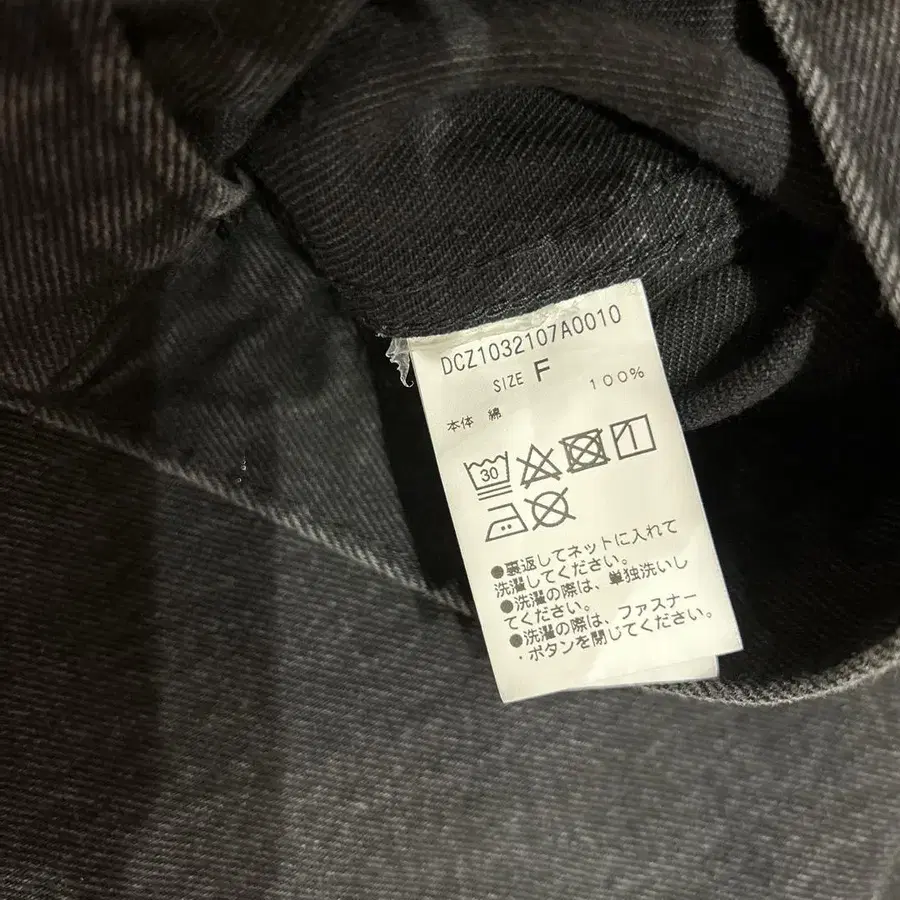 DCZ1032107A0010
SIZE F
本体 綿 100%
30
●裏返してネットに入れて
洗濯してください。
●洗濯の際は、単独洗いし
てください。
●洗濯の際は、ファスナー
・ボタンを閉じてください。